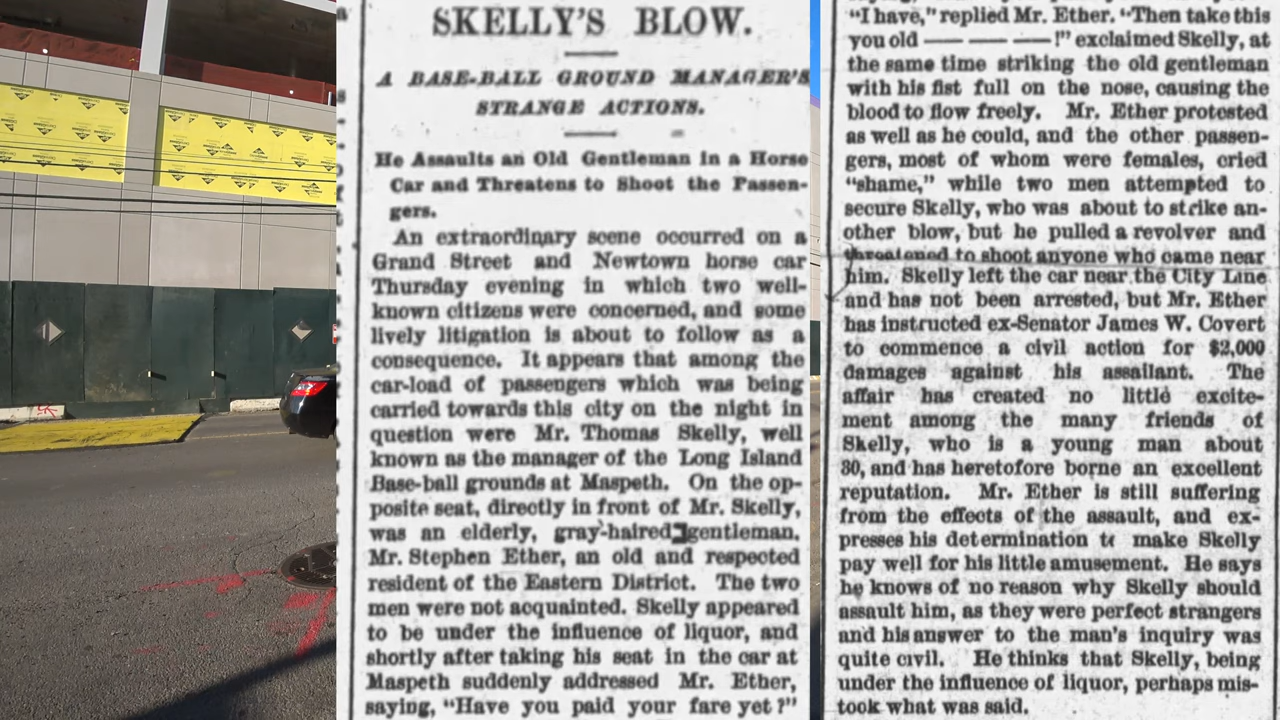 SKELLY'S BLOW.
A BASE-BALL GROUND MANAGER'S
STRANGE ACTIONS.
He Assaults an Old Gentleman in a Horse
Car and Threatens to Shoot the Passen-
gers.
An extraordinary scene occurred on a
Grand Street and Newtown horse car
Thursday evening in which two well-
known citizens were concerned, and some
lively litigation is about to follow as a
consequence. It appears that among the
car-load of passengers which was being
carried towards this city on the night in
question were Mr. Thomas Skelly, well
known as the manager of the Long Island
Base-ball grounds at Maspeth. On the op-
posite seat, directly in front of Mr. Skelly,
was an elderly, gray-haired gentleman,
Mr. Stephen Ether, an old and respected
resident of the Eastern District. The two
men were not acquainted. Skelly appeared
to be under the influence of liquor, and
shortly after taking his seat in the car at
Maspeth suddenly addressed Mr. Ether,
saying, "Have you paid your fare yet?"
"I have," replied Mr. Ether. "Then take this
you old — — —!" exclaimed Skelly, at
the same time striking the old gentleman
with his fist full on the nose, causing the
blood to flow freely. Mr. Ether protested
as well as he could, and the other passen-
gers, most of whom were females, cried
"shame," while two men attempted to
secure Skelly, who was about to strike an-
other blow, but he pulled a revolver and
threatened to shoot anyone who came near
him. Skelly left the car near the City Line
and has not been arrested, but Mr. Ether
has instructed ex-Senator James W. Covert
to commence a civil action for $2,000
damages against his assailant. The
affair has created no little excite-
ment among the many friends of
Skelly, who is a young man about
30, and has heretofore borne an excellent
reputation. Mr. Ether is still suffering
from the effects of the assault, and ex-
presses his determination to make Skelly
pay well for his little amusement. He says
he knows of no reason why Skelly should
assault him, as they were perfect strangers
and his answer to the man's inquiry was
quite civil. He thinks that Skelly, being
under the influence of liquor, perhaps mis-
took what was said.